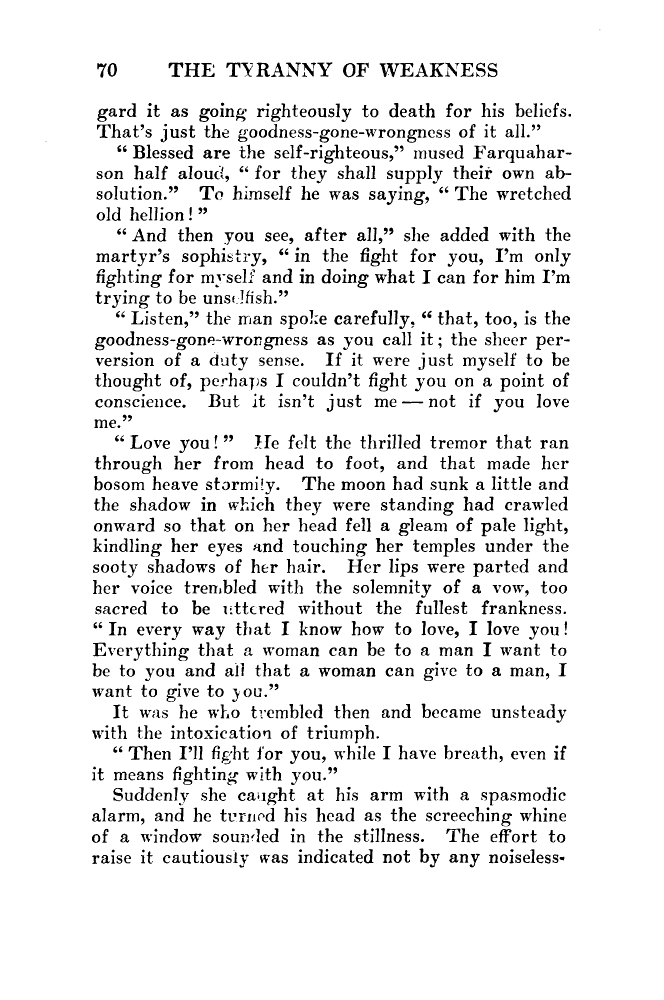 70 THE TYRANNY OF WEAKNESS
gard it as going righteously to death for his beliefs.
That's just the goodness-gone-wrongness of it all."
"Blessed are the self-righteous," mused Farquahar-
son half aloud, "for they shall supply their own ab-
solution." To himself he was saying, "The wretched
old hellion!"
"And then you see, after all," she added with the
martyr's sophistry, "in the fight for you, I'm only
fighting for myself and in doing what I can for him I'm
trying to be unselfish."
"Listen," the man spoke carefully, "that, too, is the
goodness-gone-wrongness as you call it; the sheer per-
version of a duty sense. If it were just myself to be
thought of, perhaps I couldn't fight you on a point of
conscience. But it isn't just me — not if you love
me."
"Love you!" He felt the thrilled tremor that ran
through her from head to foot, and that made her
bosom heave stormily. The moon had sunk a little and
the shadow in which they were standing had crawled
onward so that on her head fell a gleam of pale light,
kindling her eyes and touching her temples under the
sooty shadows of her hair. Her lips were parted and
her voice trembled with the solemnity of a vow, too
sacred to be uttered without the fullest frankness.
"In every way that I know how to love, I love you!
Everything that a woman can be to a man I want to
be to you and all that a woman can give to a man, I
want to give to you."
It was he who trembled then and became unsteady
with the intoxication of triumph.
"Then I'll fight for you, while I have breath, even if
it means fighting with you."
Suddenly she caught at his arm with a spasmodic
alarm, and he turned his head as the screeching whine
of a window sounded in the stillness. The effort to
raise it cautiously was indicated not by any noiseless-